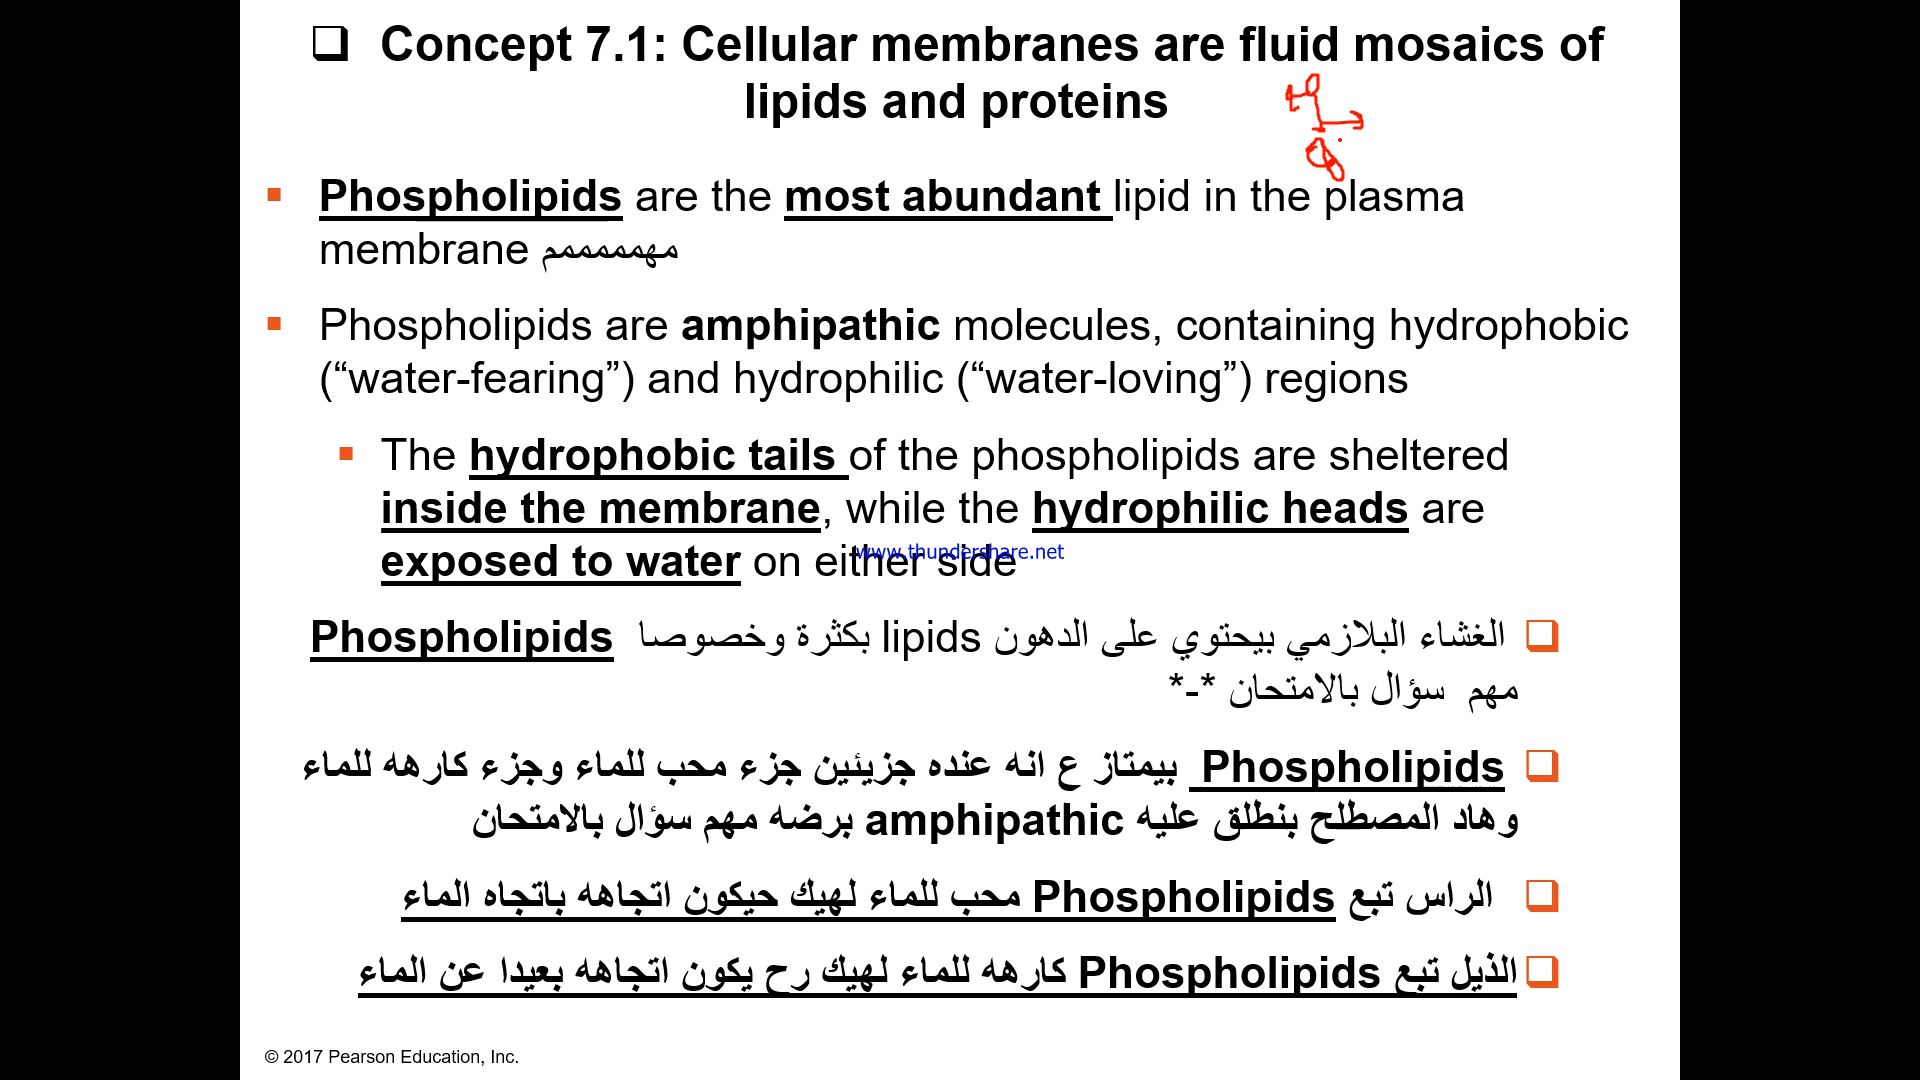 Concept 7.1: Cellular membranes are fluid mosaics of
lipids and proteins
Phospholipids are the most abundant lipid in the plasma
membrane مهمممممم
Phospholipids are amphipathic molecules, containing hydrophobic
(“water-fearing”) and hydrophilic (“water-loving”) regions
The hydrophobic tails of the phospholipids are sheltered
inside the membrane, while the hydrophilic heads are
exposed to water on either side
www.thundershare.net
الغشاء البلازمي بيحتوي على الدهون lipids بكثرة وخصوصا Phospholipids
مهم سؤال بالامتحان *-*
Phospholipids بيمتاز ع انه عنده جزيئين جزء محب للماء وجزء كارهه للماء
وهاد المصطلح بنطلق عليه amphipathic برضه مهم سؤال بالامتحان
الراس تبع Phospholipids محب للماء لهيك حيكون اتجاهه باتجاه الماء
الذيل تبع Phospholipids كارهه للماء لهيك رح يكون اتجاهه بعيدا عن الماء
© 2017 Pearson Education, Inc.